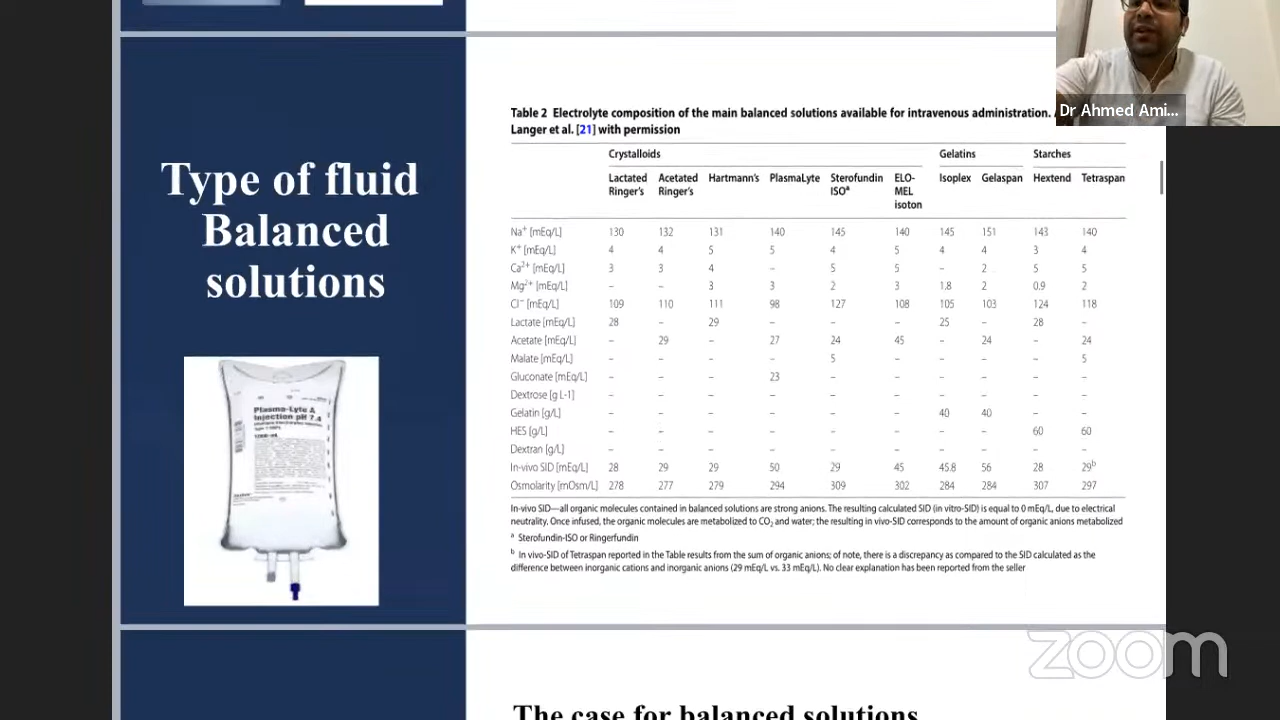 Dr Ahmed Ami...
Type of fluid
Balanced
solutions
Plasma-Lyte A
Injection pH 7.4
Table 2 Electrolyte composition of the main balanced solutions available for intravenous administration.
Langer et al. [21] with permission
Crystalloids Gelatins Starches
Lactated Ringer's Acetated Ringer's Hartmann's PlasmaLyte Sterofundin ISOᵃ ELO-MEL isoton Isoplex Gelaspan Hextend Tetraspan
Na⁺ [mEq/L] 130 132 131 140 145 140 145 151 143 140
K⁺ [mEq/L] 4 4 5 5 4 5 4 4 3 4
Ca²⁺ [mEq/L] 3 3 4 – 5 5 – 2 5 5
Mg²⁺ [mEq/L] – – 3 3 2 3 1.8 2 0.9 2
Cl⁻ [mEq/L] 109 110 111 98 127 108 105 103 124 118
Lactate [mEq/L] 28 – 29 – – – 25 – 28 –
Acetate [mEq/L] – 29 – 27 24 45 – 24 – 24
Malate [mEq/L] – – – – 5 – – – – 5
Gluconate [mEq/L] – – – 23 – – – – – –
Dextrose [g L-1] – – – – – – – – – –
Gelatin [g/L] – – – – – – 40 40 – –
HES [g/L] – – – – – – – – 60 60
Dextran [g/L] – – – – – – – – – –
In-vivo SID [mEq/L] 28 29 29 50 29 45 45.8 56 28 29ᵇ
Osmolarity [mOsm/L] 278 277 279 294 309 302 284 284 307 297
In-vivo SID—all organic molecules contained in balanced solutions are strong anions. The resulting calculated SID (in vitro-SID) is equal to 0 mEq/L, due to electrical
neutrality. Once infused, the organic molecules are metabolized to CO₂ and water; the resulting in vivo-SID corresponds to the amount of organic anions metabolized
ᵃ Sterofundin-ISO or Ringerfundin
ᵇ In vivo-SID of Tetraspan reported in the Table results from the sum of organic anions; of note, there is a discrepancy as compared to the SID calculated as the
difference between inorganic cations and inorganic anions (29 mEq/L vs. 33 mEq/L). No clear explanation has been reported from the seller
zoom
The case for balanced solutions